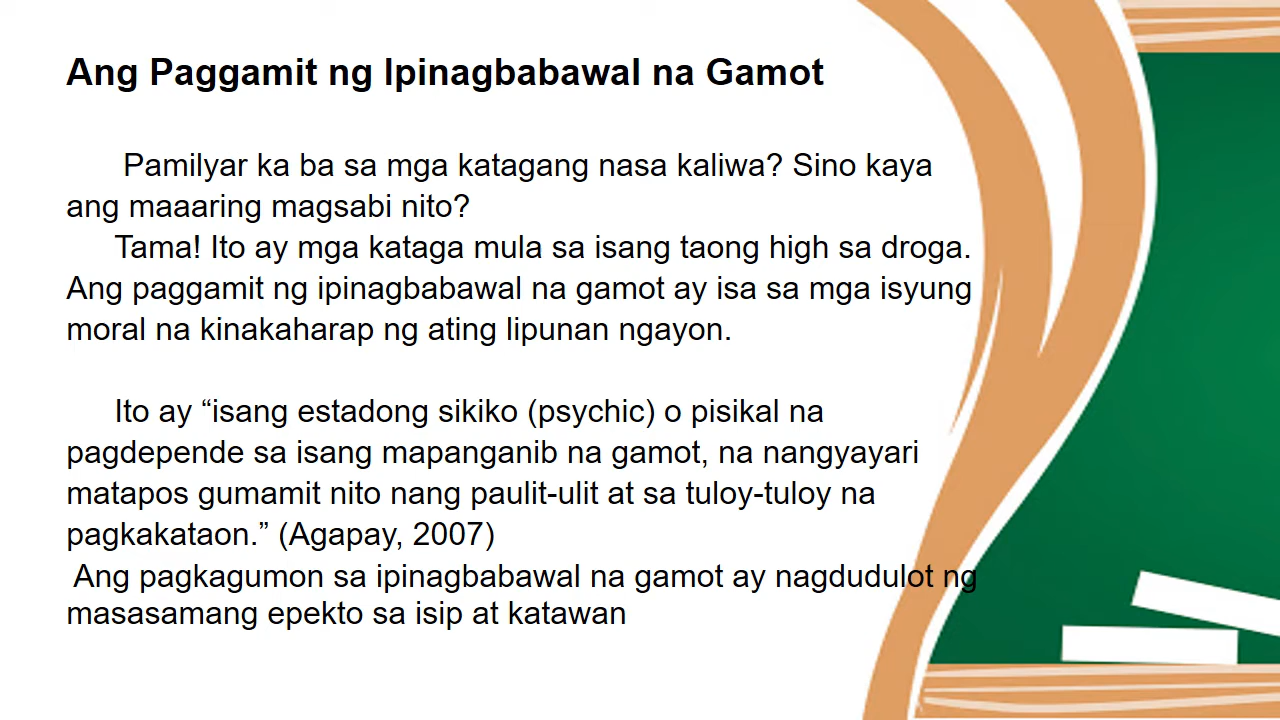 Ang Paggamit ng Ipinagbabawal na Gamot
Pamilyar ka ba sa mga katagang nasa kaliwa? Sino kaya
ang maaaring magsabi nito?
Tama! Ito ay mga kataga mula sa isang taong high sa droga.
Ang paggamit ng ipinagbabawal na gamot ay isa sa mga isyung
moral na kinakaharap ng ating lipunan ngayon.
Ito ay “isang estadong sikiko (psychic) o pisikal na
pagdepende sa isang mapanganib na gamot, na nangyayari
matapos gumamit nito nang paulit-ulit at sa tuloy-tuloy na
pagkakataon.” (Agapay, 2007)
Ang pagkagumon sa ipinagbabawal na gamot ay nagdudulot ng
masasamang epekto sa isip at katawan